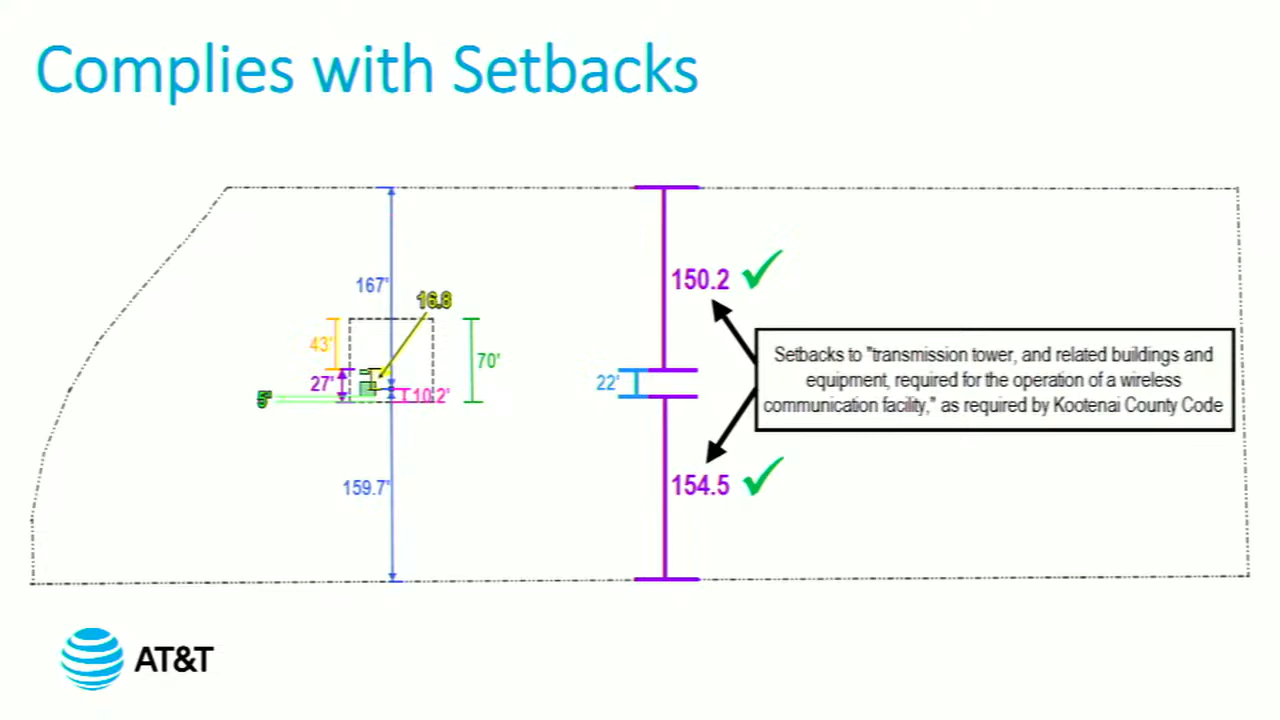 Complies with Setbacks
167'
16.8
43'
70'
27'
5'
10.2'
159.7'
150.2
22'
154.5
Setbacks to "transmission tower, and related buildings and
equipment, required for the operation of a wireless
communication facility," as required by Kootenai County Code
AT&T